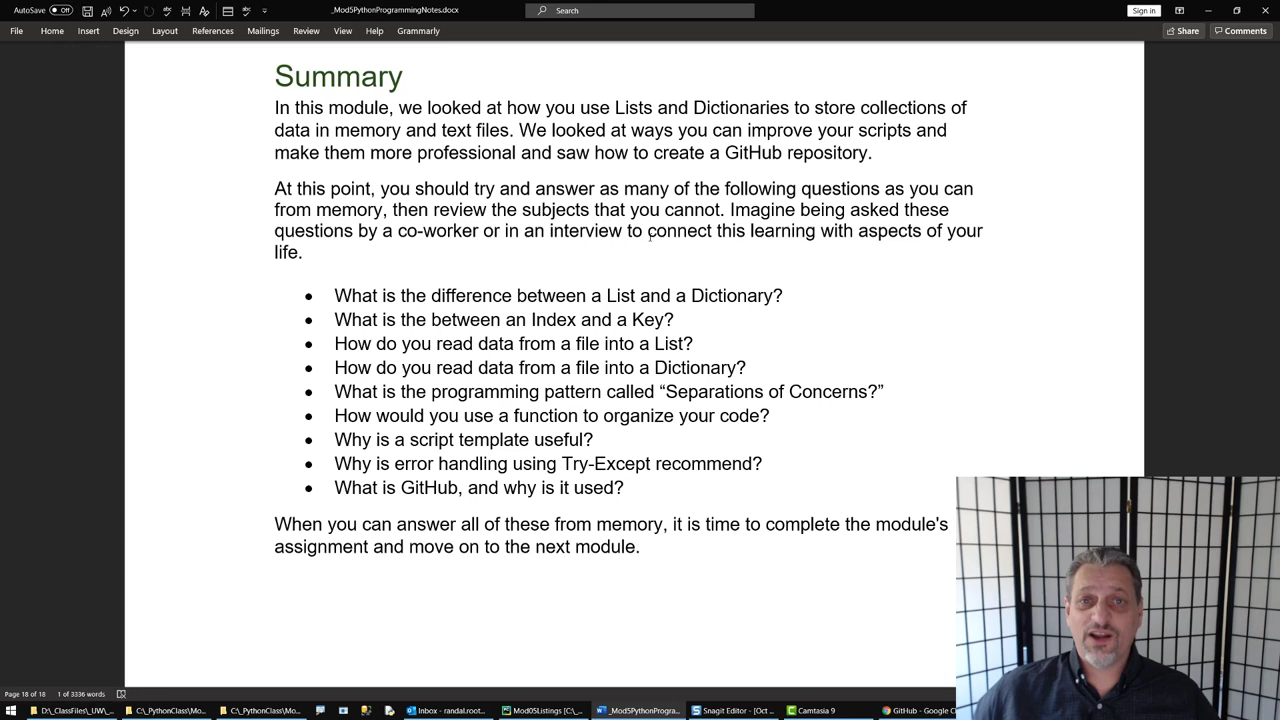 AutoSave Off _Mod5PythonProgrammingNotes.docx Search Sign in
File Home Insert Design Layout References Mailings Review View Help Grammarly Share Comments
Summary
In this module, we looked at how you use Lists and Dictionaries to store collections of
data in memory and text files. We looked at ways you can improve your scripts and
make them more professional and saw how to create a GitHub repository.
At this point, you should try and answer as many of the following questions as you can
from memory, then review the subjects that you cannot. Imagine being asked these
questions by a co-worker or in an interview to connect this learning with aspects of your
life.
• What is the difference between a List and a Dictionary?
• What is the between an Index and a Key?
• How do you read data from a file into a List?
• How do you read data from a file into a Dictionary?
• What is the programming pattern called “Separations of Concerns?”
• How would you use a function to organize your code?
• Why is a script template useful?
• Why is error handling using Try-Except recommend?
• What is GitHub, and why is it used?
When you can answer all of these from memory, it is time to complete the module's
assignment and move on to the next module.
Page 18 of 18 1 of 3336 words
D:\_ClassFiles\_UW\_... C:\_PythonClass\Mo... C:\_PythonClass\Mo... Inbox - randal.root... Mod05Listings [C:\_... _Mod5PythonProgra... Snagit Editor - [Oct ... Camtasia 9 GitHub - Google C